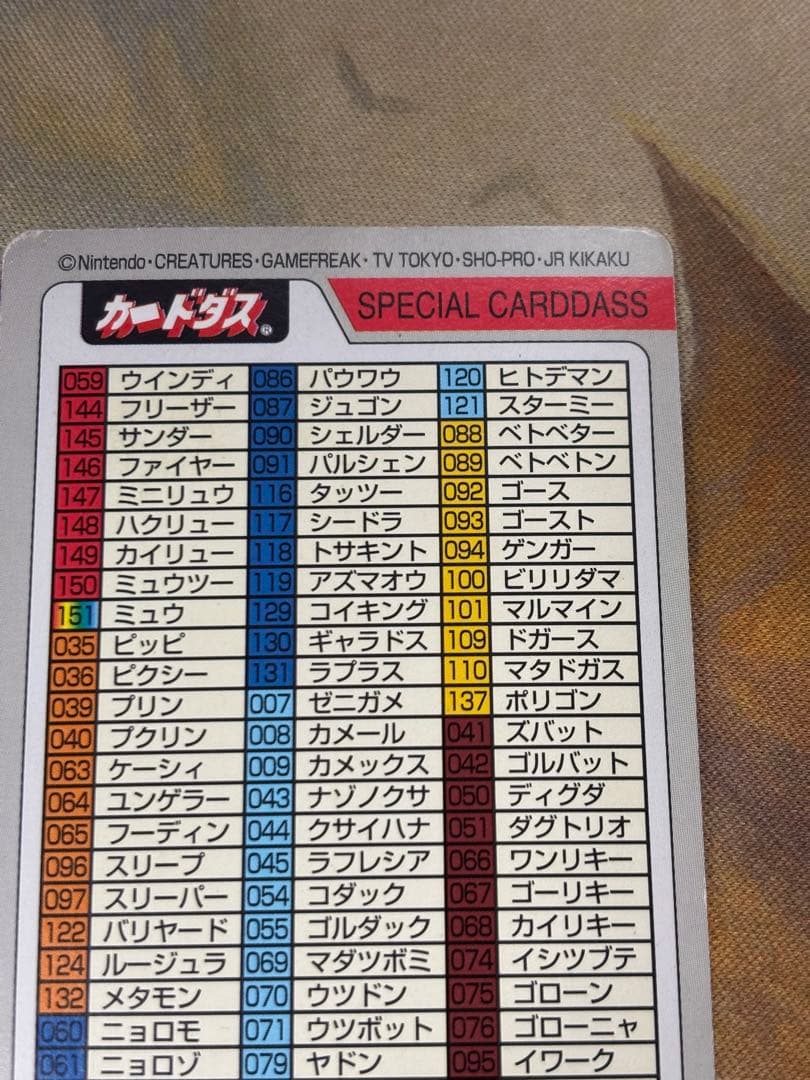 ©Nintendo・CREATURES・GAMEFREAK・TV TOKYO・SHO-PRO・JR KIKAKU
カードダス®
SPECIAL CARDDASS
059 ウインディ 086 パウワウ 120 ヒトデマン
144 フリーザー 087 ジュゴン 121 スターミー
145 サンダー 090 シェルダー 088 ベトベター
146 ファイヤー 091 パルシェン 089 ベトベトン
147 ミニリュウ 116 タッツー 092 ゴース
148 ハクリュー 117 シードラ 093 ゴースト
149 カイリュー 118 トサキント 094 ゲンガー
150 ミュウツー 119 アズマオウ 100 ビリリダマ
151 ミュウ 129 コイキング 101 マルマイン
035 ピッピ 130 ギャラドス 109 ドガース
036 ピクシー 131 ラプラス 110 マタドガス
039 プリン 007 ゼニガメ 137 ポリゴン
040 プクリン 008 カメール 041 ズバット
063 ケーシィ 009 カメックス 042 ゴルバット
064 ユンゲラー 043 ナゾノクサ 050 ディグダ
065 フーディン 044 クサイハナ 051 ダグトリオ
096 スリープ 045 ラフレシア 066 ワンリキー
097 スリーパー 054 コダック 067 ゴーリキー
122 バリヤード 055 ゴルダック 068 カイリキー
124 ルージュラ 069 マダツボミ 074 イシツブテ
132 メタモン 070 ウツドン 075 ゴローン
060 ニョロモ 071 ウツボット 076 ゴローニャ
061 ニョロゾ 079 ヤドン 095 イワーク